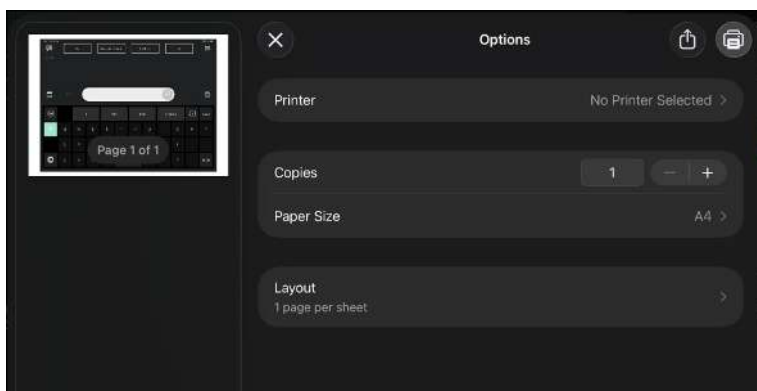 Options
Printer
No Printer Selected
Copies
1
Paper Size
A4
Layout
1 page per sheet
Page 1 of 1